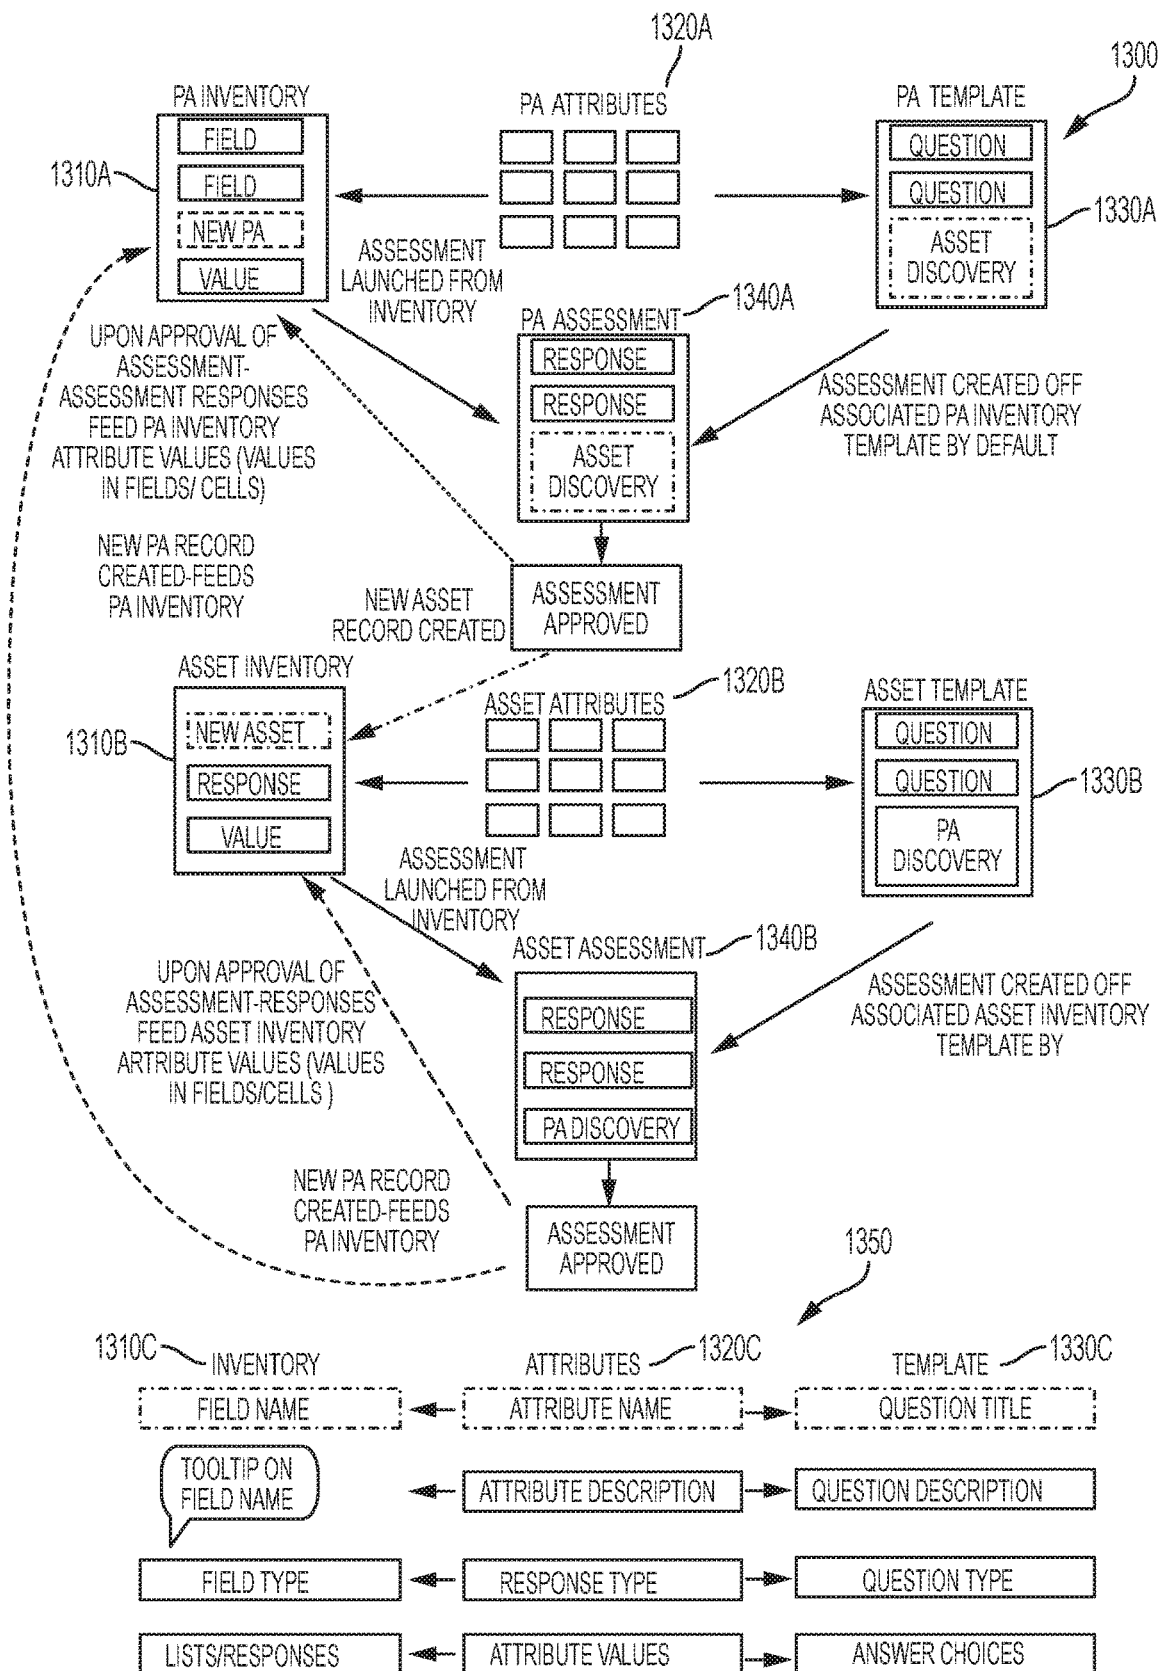 1320A
1300
PA INVENTORY
PA ATTRIBUTES
PA TEMPLATE
FIELD
FIELD
NEW PA
VALUE
1310A
QUESTION
QUESTION
ASSET
DISCOVERY
1330A
ASSESSMENT
LAUNCHED FROM
INVENTORY
1340A
PA ASSESSMENT
RESPONSE
RESPONSE
ASSET
DISCOVERY
UPON APPROVAL OF
ASSESSMENT-
ASSESSMENT RESPONSES
FEED PA INVENTORY
ATTRIBUTE VALUES (VALUES
IN FIELDS/ CELLS)
ASSESSMENT CREATED OFF
ASSOCIATED PA INVENTORY
TEMPLATE BY DEFAULT
NEW PA RECORD
CREATED-FEEDS
PA INVENTORY
ASSESSMENT
APPROVED
NEW ASSET
RECORD CREATED
ASSET INVENTORY
1310B
NEW ASSET
RESPONSE
VALUE
ASSET ATTRIBUTES
1320B
ASSET TEMPLATE
QUESTION
QUESTION
PA
DISCOVERY
1330B
ASSESSMENT
LAUNCHED FROM
INVENTORY
ASSET ASSESSMENT
1340B
RESPONSE
RESPONSE
PA DISCOVERY
UPON APPROVAL OF
ASSESSMENT-RESPONSES
FEED ASSET INVENTORY
ARTRIBUTE VALUES (VALUES
IN FIELDS/CELLS )
ASSESSMENT CREATED OFF
ASSOCIATED ASSET INVENTORY
TEMPLATE BY
NEW PA RECORD
CREATED-FEEDS
PA INVENTORY
ASSESSMENT
APPROVED
1350
1310C
INVENTORY
ATTRIBUTES
1320C
TEMPLATE
1330C
FIELD NAME
ATTRIBUTE NAME
QUESTION TITLE
TOOLTIP ON
FIELD NAME
ATTRIBUTE DESCRIPTION
QUESTION DESCRIPTION
FIELD TYPE
RESPONSE TYPE
QUESTION TYPE
LISTS/RESPONSES
ATTRIBUTE VALUES
ANSWER CHOICES